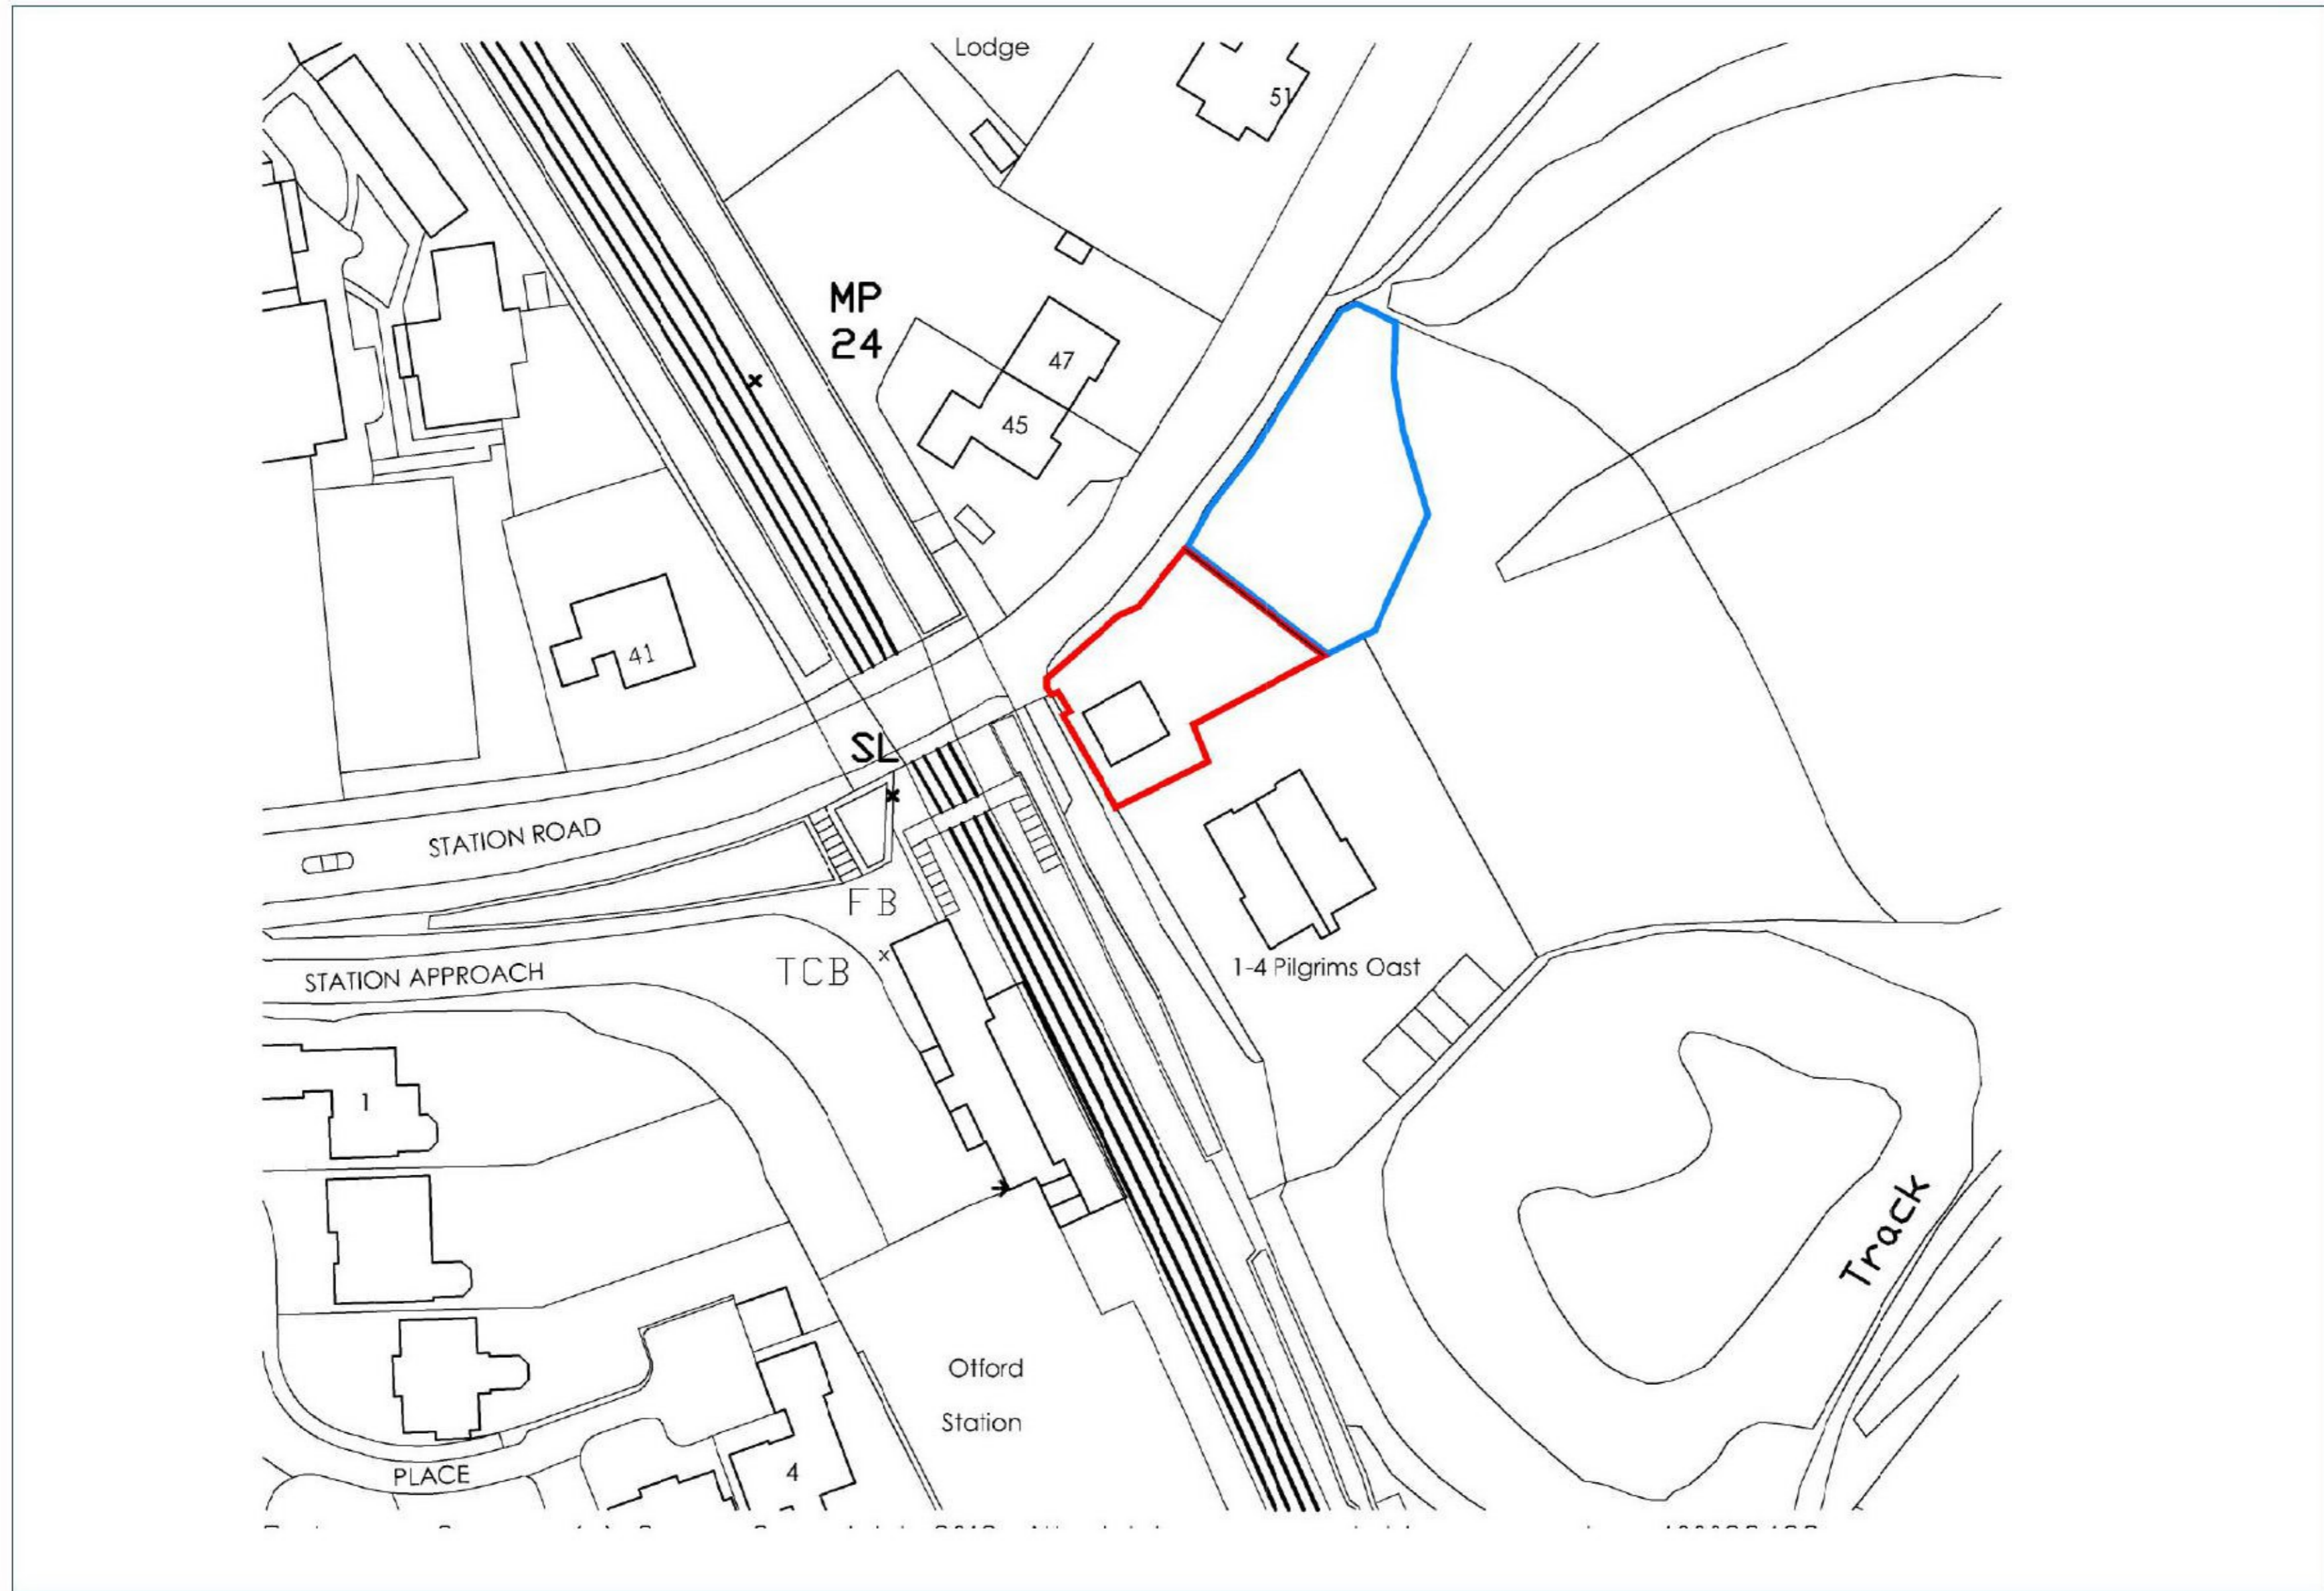 Lodge
51
MP
24
47
45
41
SL
STATION ROAD
FB
TCB
STATION APPROACH
1-4 Pilgrims Oast
1
Track
Otford
Station
PLACE
4